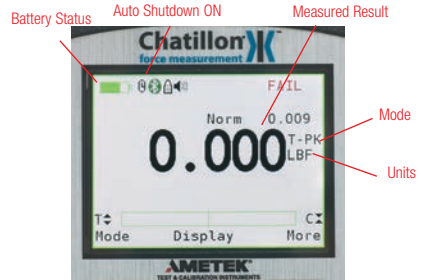 Battery Status
Auto Shutdown ON
Measured Result
Chatillon™
force measurement
FAIL
Norm 0.009
Mode
0.000
T-PK
LBF
Units
T C
Mode Display More
AMETEK®
TEST & CALIBRATION INSTRUMENTS